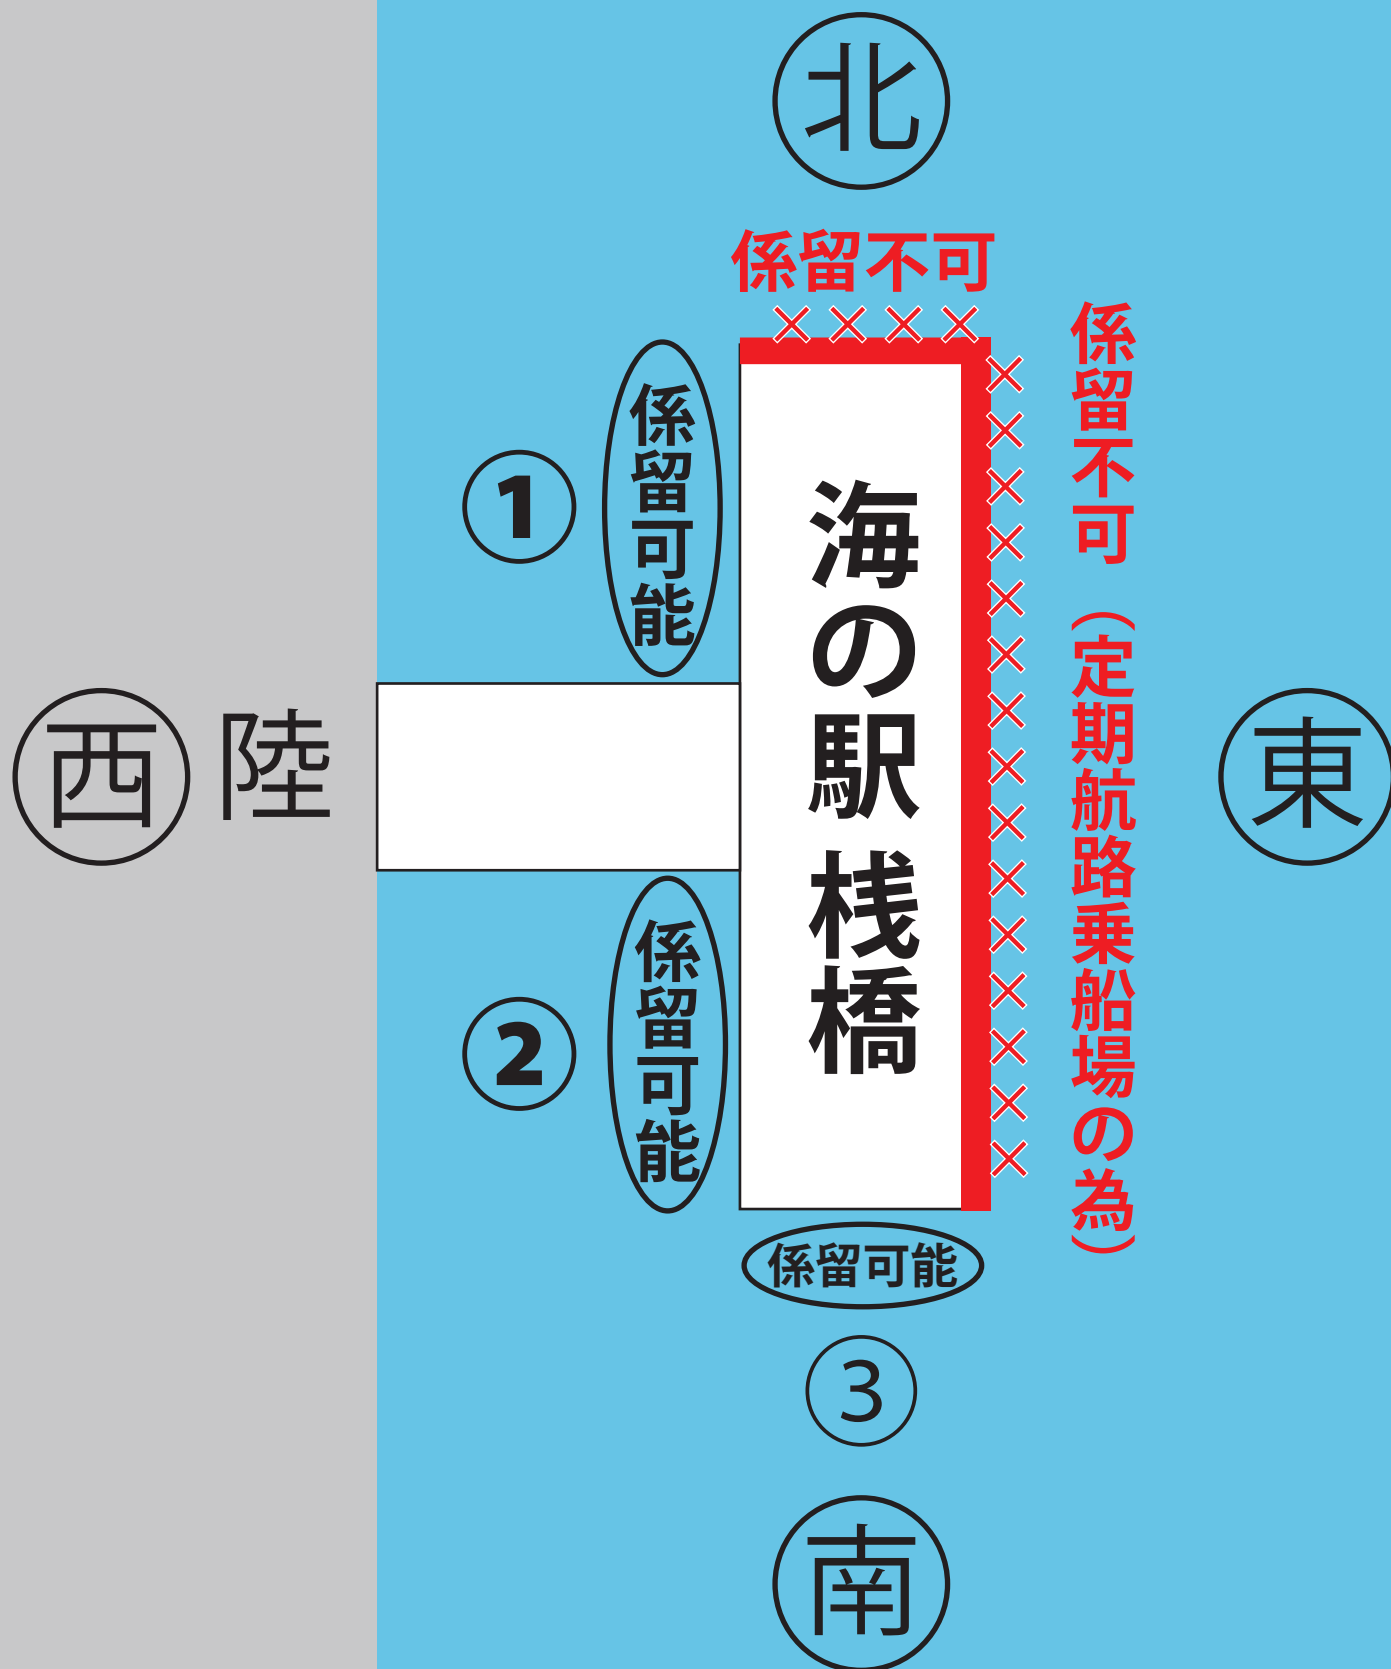 北
係留不可
係留不可（定期航路乗船場の為）
係留可能
1
海の駅 桟橋
西
陸
東
係留可能
2
係留可能
3
南